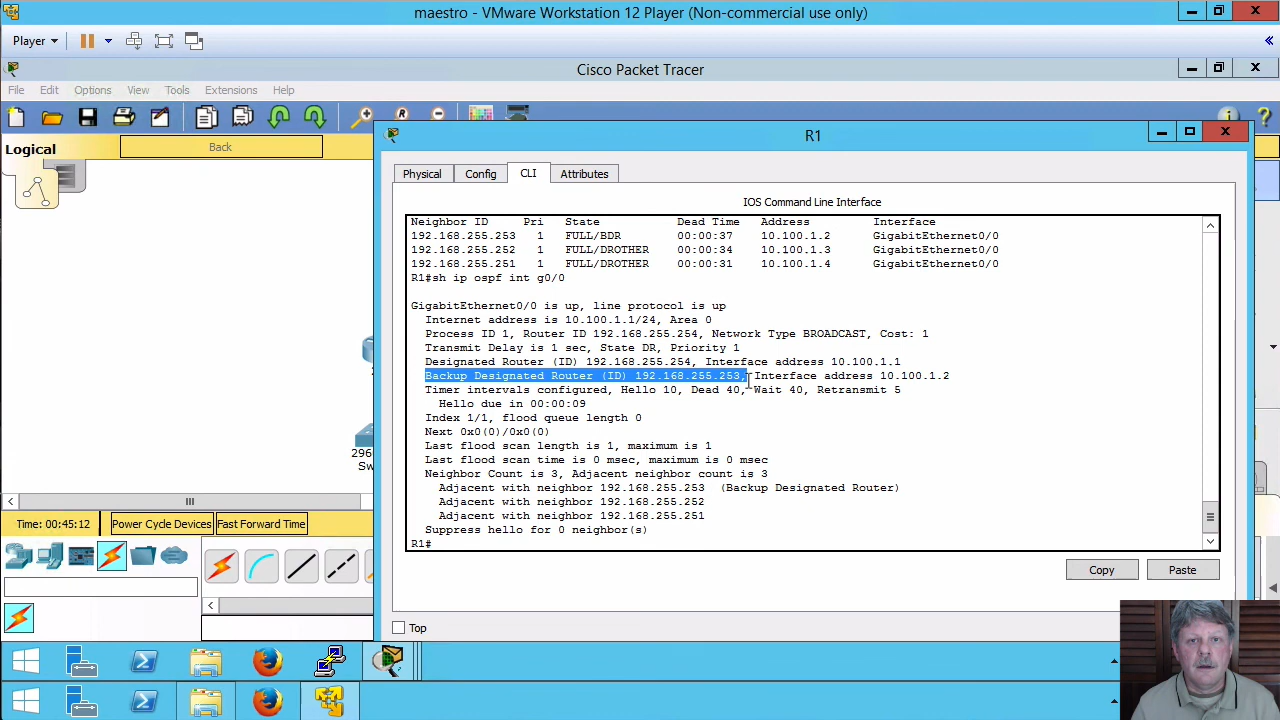 maestro - VMware Workstation 12 Player (Non-commercial use only)
Player
Cisco Packet Tracer
File Edit Options View Tools Extensions Help
R
Logical
Back
R1
Physical Config CLI Attributes
IOS Command Line Interface
Neighbor ID Pri State Dead Time Address Interface
192.168.255.253 1 FULL/BDR 00:00:37 10.100.1.2 GigabitEthernet0/0
192.168.255.252 1 FULL/DROTHER 00:00:34 10.100.1.3 GigabitEthernet0/0
192.168.255.251 1 FULL/DROTHER 00:00:31 10.100.1.4 GigabitEthernet0/0
R1#sh ip ospf int g0/0
GigabitEthernet0/0 is up, line protocol is up
Internet address is 10.100.1.1/24, Area 0
Process ID 1, Router ID 192.168.255.254, Network Type BROADCAST, Cost: 1
Transmit Delay is 1 sec, State DR, Priority 1
Designated Router (ID) 192.168.255.254, Interface address 10.100.1.1
Backup Designated Router (ID) 192.168.255.253, Interface address 10.100.1.2
Timer intervals configured, Hello 10, Dead 40, Wait 40, Retransmit 5
Hello due in 00:00:09
Index 1/1, flood queue length 0
Next 0x0(0)/0x0(0)
Last flood scan length is 1, maximum is 1
Last flood scan time is 0 msec, maximum is 0 msec
Neighbor Count is 3, Adjacent neighbor count is 3
Adjacent with neighbor 192.168.255.253 (Backup Designated Router)
Adjacent with neighbor 192.168.255.252
Adjacent with neighbor 192.168.255.251
Suppress hello for 0 neighbor(s)
R1#
296
Sw
Copy Paste
Time: 00:45:12 Power Cycle Devices Fast Forward Time
Top